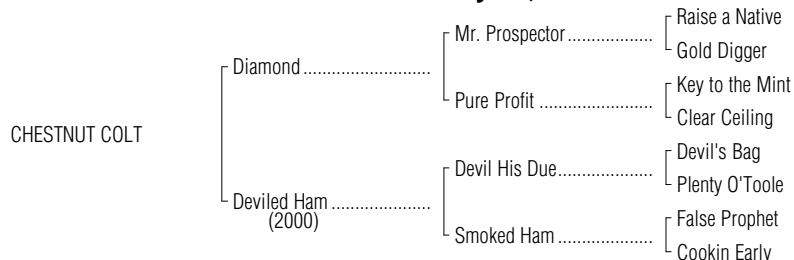 Raise a Native
Mr. Prospector
Gold Digger
Diamond
Key to the Mint
Pure Profit
Clear Ceiling
CHESTNUT COLT
Devil's Bag
Devil His Due
Plenty O'Toole
Deviled Ham
(2000)
False Prophet
Smoked Ham
Cookin Early